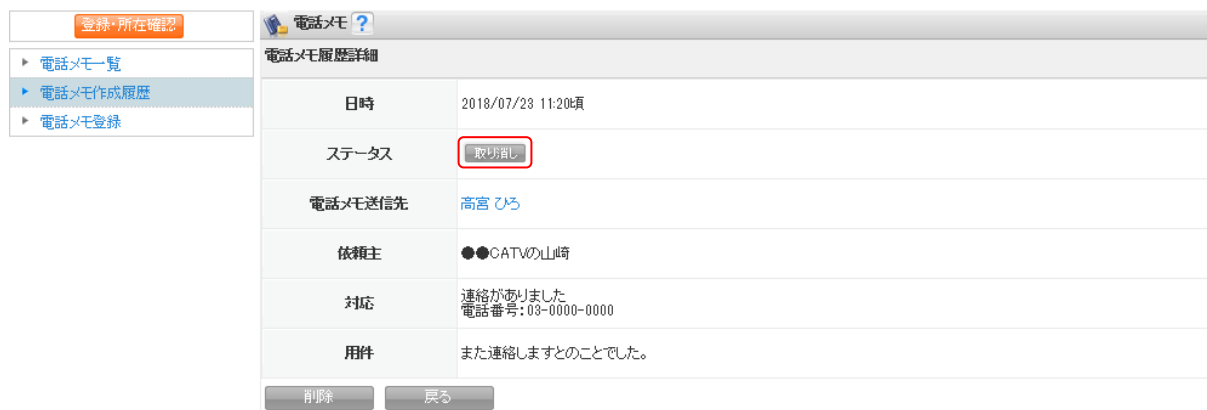 登録・所在確認
電話メモ一覧
電話メモ作成履歴
電話メモ登録
電話メモ ?
電話メモ履歴詳細
日時 2018/07/23 11:20頃
ステータス 取り消し
電話メモ送信先 高宮 ひろ
依頼主 ●●CATVの山崎
対応 連絡がありました
電話番号:03-0000-0000
用件 また連絡しますとのことでした。
削除 戻る